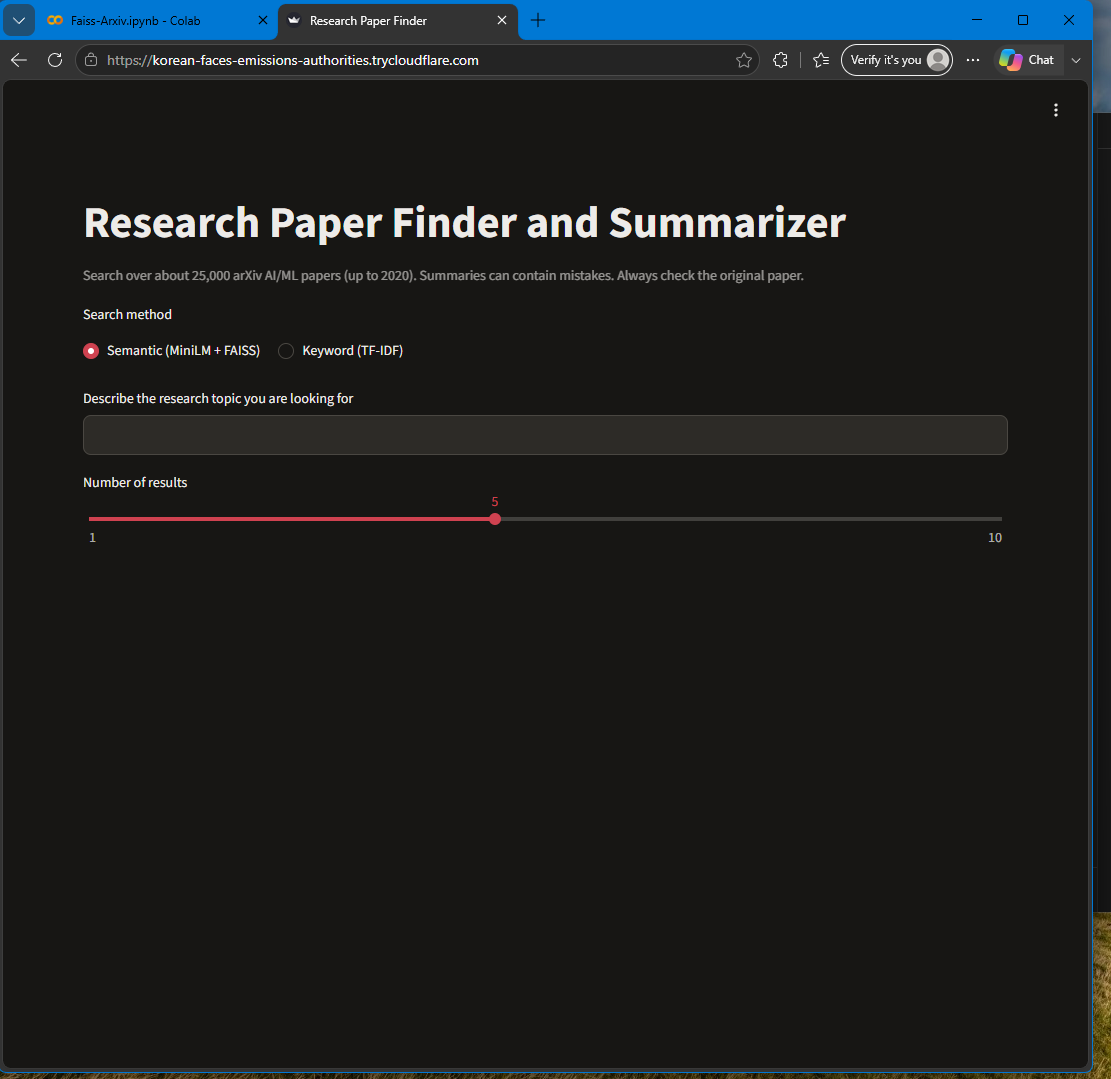 Faiss-Arxiv.ipynb - Colab
Research Paper Finder
https://korean-faces-emissions-authorities.trycloudflare.com
Verify it's you
Chat
Research Paper Finder and Summarizer
Search over about 25,000 arXiv AI/ML papers (up to 2020). Summaries can contain mistakes. Always check the original paper.
Search method
Semantic (MiniLM + FAISS)
Keyword (TF-IDF)
Describe the research topic you are looking for
Number of results
5
1
10